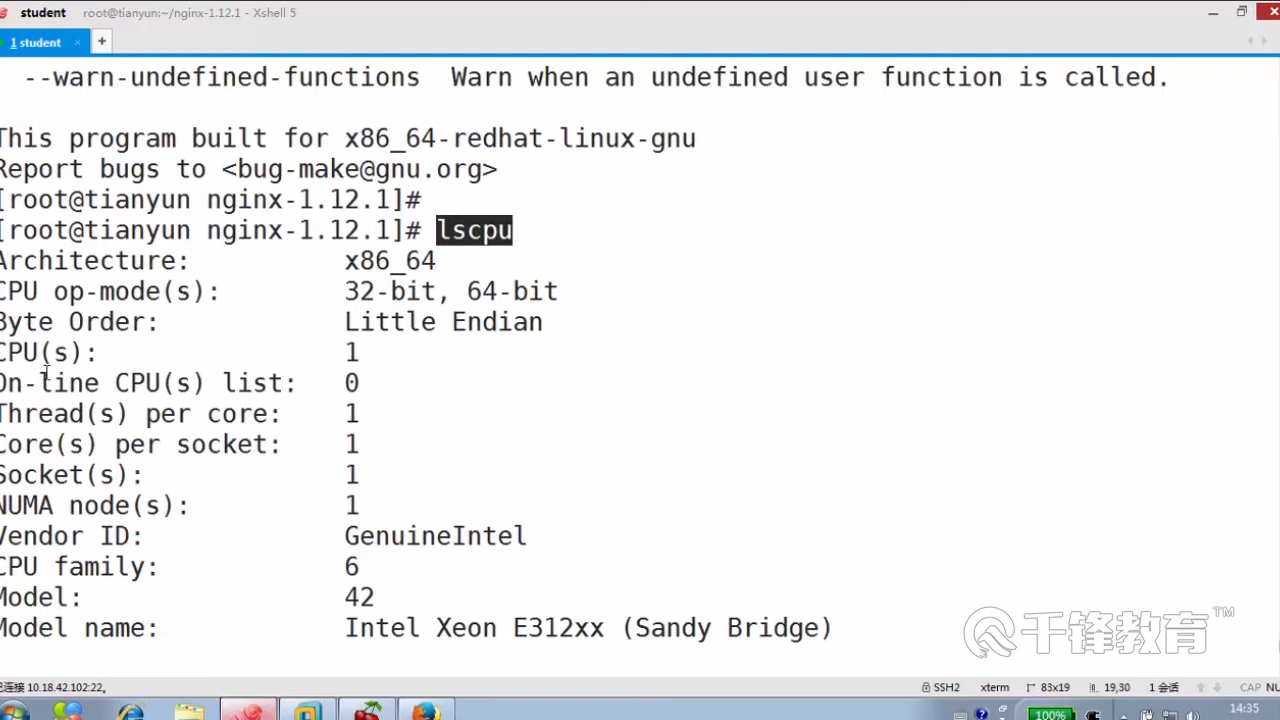 student root@tianyun:~/nginx-1.12.1 - Xshell 5
1 student × +
--warn-undefined-functions  Warn when an undefined user function is called.
This program built for x86_64-redhat-linux-gnu
Report bugs to <bug-make@gnu.org>
[root@tianyun nginx-1.12.1]#
[root@tianyun nginx-1.12.1]# lscpu
Architecture: x86_64
CPU op-mode(s): 32-bit, 64-bit
Byte Order: Little Endian
CPU(s): 1
On-line CPU(s) list: 0
Thread(s) per core: 1
Core(s) per socket: 1
Socket(s): 1
NUMA node(s): 1
Vendor ID: GenuineIntel
CPU family: 6
Model: 42
Model name: Intel Xeon E312xx (Sandy Bridge)
千锋教育™
已连接 10.18.42.102:22。 SSH2 xterm 83x19 19,30 1 会话 CAP NU
100% 14:35